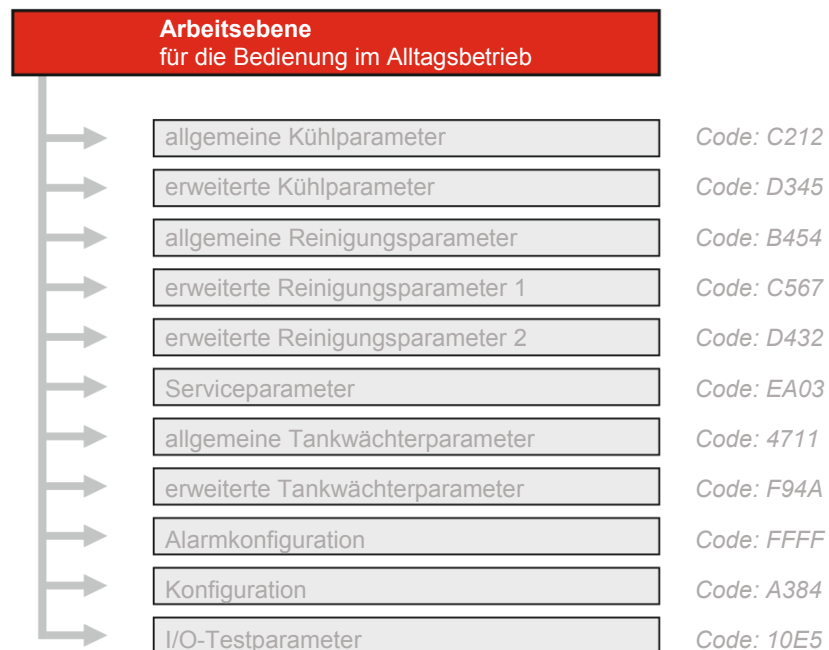 Arbeitsebene
für die Bedienung im Alltagsbetrieb
allgemeine Kühlparameter Code: C212
erweiterte Kühlparameter Code: D345
allgemeine Reinigungsparameter Code: B454
erweiterte Reinigungsparameter 1 Code: C567
erweiterte Reinigungsparameter 2 Code: D432
Serviceparameter Code: EA03
allgemeine Tankwächterparameter Code: 4711
erweiterte Tankwächterparameter Code: F94A
Alarmkonfiguration Code: FFFF
Konfiguration Code: A384
I/O-Testparameter Code: 10E5